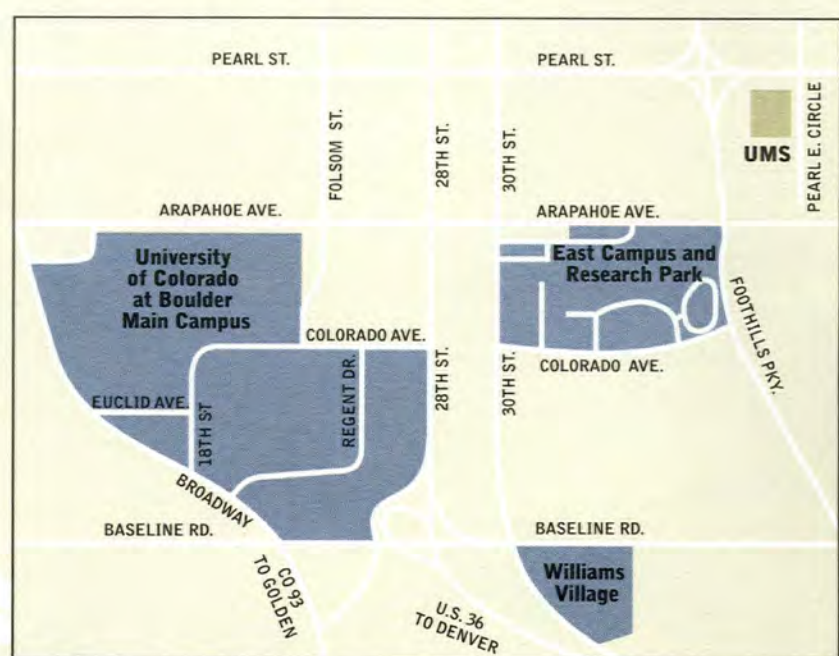 PEARL ST.
PEARL ST.
FOLSOM ST.
28TH ST.
30TH ST.
UMS
PEARL E. CIRCLE
ARAPAHOE AVE.
ARAPAHOE AVE.
University
of Colorado
at Boulder
Main Campus
East Campus and
Research Park
FOOTHILLS PKY.
COLORADO AVE.
COLORADO AVE.
REGENT DR.
28TH ST.
30TH ST.
EUCLID AVE.
18TH ST
BROADWAY
BASELINE RD.
BASELINE RD.
Williams
Village
CO 93
TO GOLDEN
U.S. 36
TO DENVER